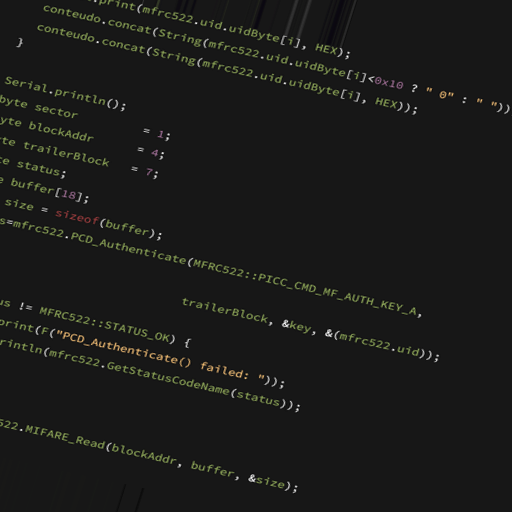 .print(mfrc522.uid.uidByte[i], HEX);
conteudo.concat(String(mfrc522.uid.uidByte[i]<0x10 ? " 0" : " "))
conteudo.concat(String(mfrc522.uid.uidByte[i], HEX));
}
Serial.println();
byte sector = 1;
yte blockAddr = 4;
te trailerBlock = 7;
te status;
e buffer[18];
size = sizeof(buffer);
s=mfrc522.PCD_Authenticate(MFRC522::PICC_CMD_MF_AUTH_KEY_A,
trailerBlock, &key, &(mfrc522.uid));
us != MFRC522::STATUS_OK) {
print(F("PCD_Authenticate() failed: "));
rintln(mfrc522.GetStatusCodeName(status));
522.MIFARE_Read(blockAddr, buffer, &size);